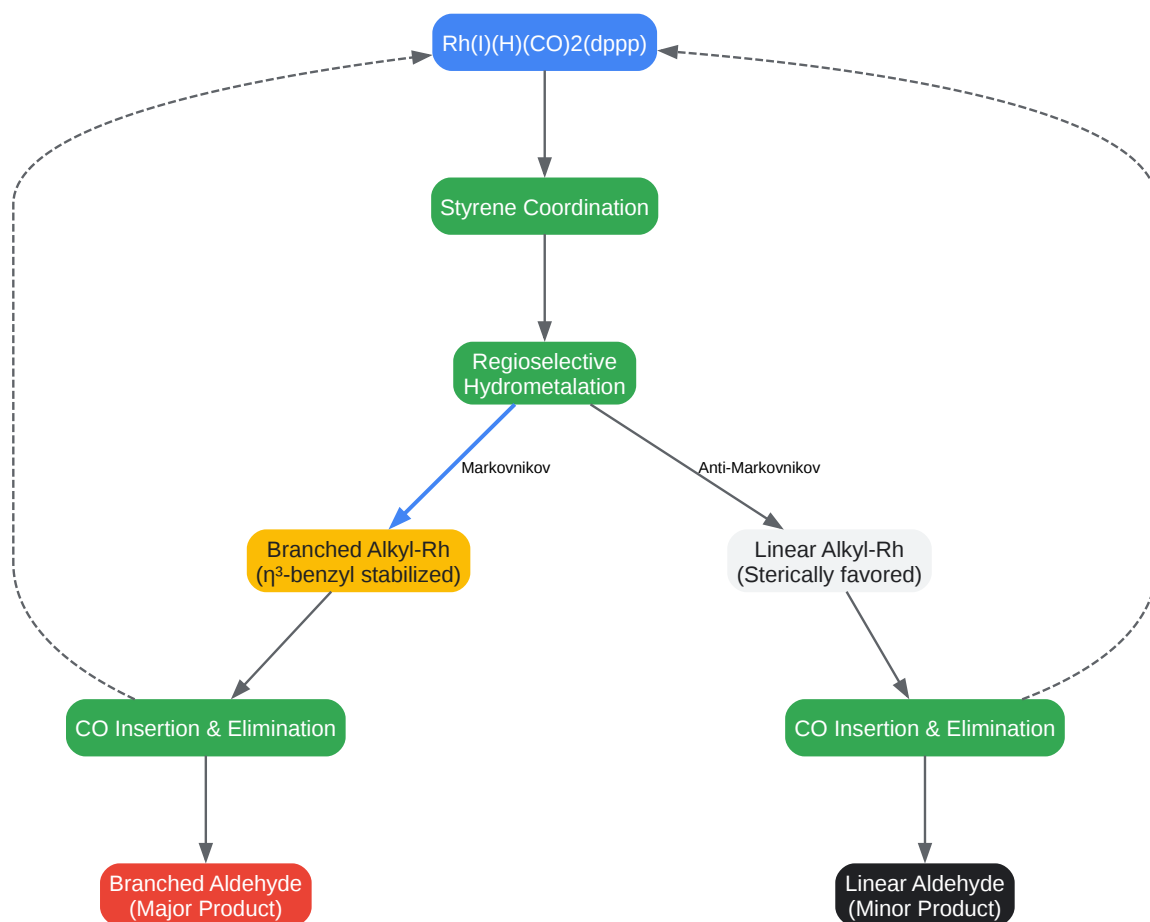 Rh(I)(H)(CO)2(dppp)
Styrene Coordination
Regioselective
Hydrometalation
Markovnikov
Anti-Markovnikov
Branched Alkyl-Rh
(η³-benzyl stabilized)
Linear Alkyl-Rh
(Sterically favored)
CO Insertion & Elimination
CO Insertion & Elimination
Branched Aldehyde
(Major Product)
Linear Aldehyde
(Minor Product)